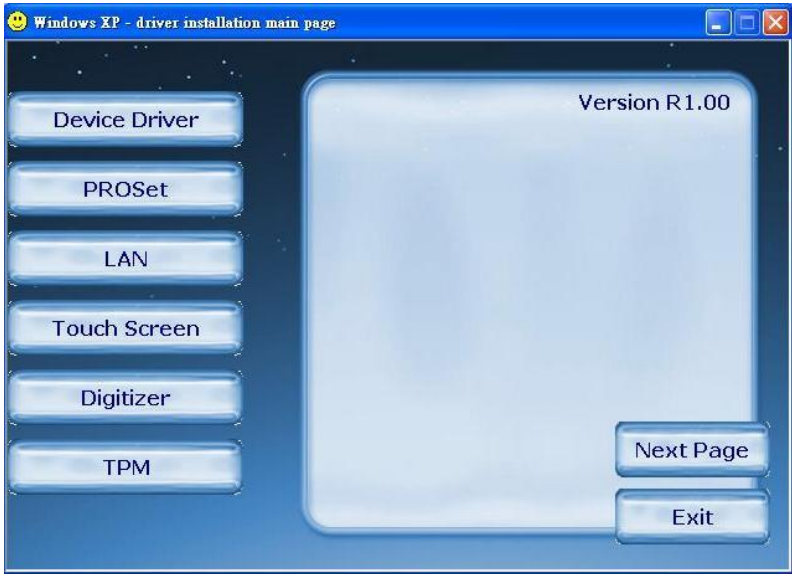 Windows XP - driver installation main page
Version R1.00
Device Driver
PROSet
LAN
Touch Screen
Digitizer
TPM
Next Page
Exit